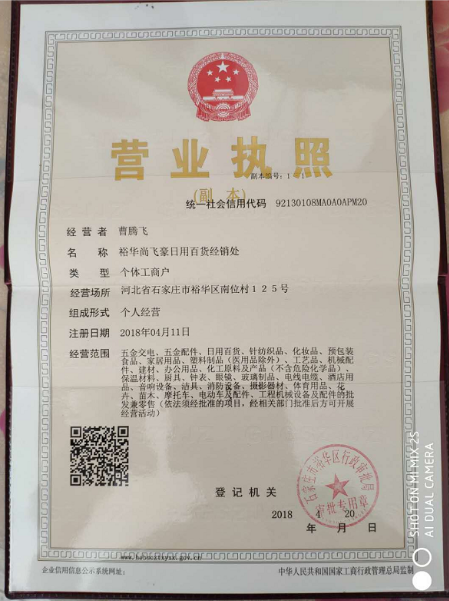 营业执照
(副 本)
副本编号：1
统一社会信用代码 92130108MA0A0APM20
经营者 曹腾飞
名称 裕华尚飞豪日用百货经销处
类型 个体工商户
经营场所 河北省石家庄市裕华区南位村125号
组成形式 个人经营
注册日期 2018年04月11日
经营范围 五金交电、五金配件、日用百货、针纺织品、化妆品、预包装
食品、家居用品、塑料制品（医用品除外）、工艺品、机械配
件、建材、办公用品、化工原料及产品（不含危险化学品）、
保温材料、厨具、钟表、眼镜、玻璃制品、电线电缆、酒店用
品、音响设备、洁具、消防设备、摄影器材、体育用品、花
卉、苗木、摩托车、电动车及配件、工程机械设备及配件的批
发兼零售（依法须经批准的项目，经相关部门批准后方可开展
经营活动）
石家庄市裕华区行政审批局
审批专用章
登记机关
2018 4 20
年 月 日
企业信用信息公示系统网址：
中华人民共和国国家工商行政管理总局监制
SHOT ON MI MIX 2S
AI DUAL CAMERA